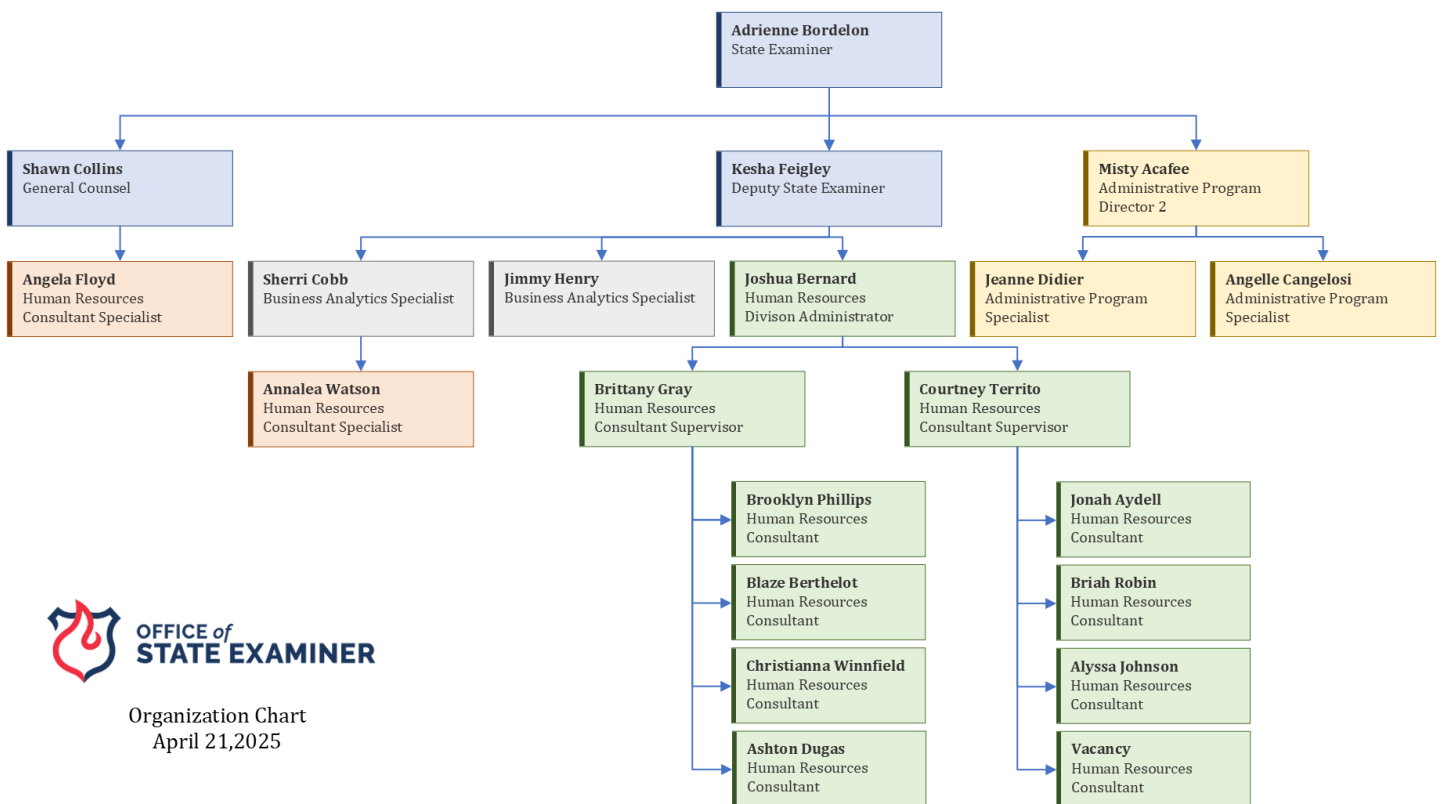 Adrienne Bordelon
State Examiner
Shawn Collins
General Counsel
Kesha Feigley
Deputy State Examiner
Misty Acafee
Administrative Program
Director 2
Angela Floyd
Human Resources
Consultant Specialist
Sherri Cobb
Business Analytics Specialist
Jimmy Henry
Business Analytics Specialist
Joshua Bernard
Human Resources
Divison Administrator
Jeanne Didier
Administrative Program
Specialist
Angelle Cangelosi
Administrative Program
Specialist
Annalea Watson
Human Resources
Consultant Specialist
Brittany Gray
Human Resources
Consultant Supervisor
Courtney Territo
Human Resources
Consultant Supervisor
Brooklyn Phillips
Human Resources
Consultant
Blaze Berthelot
Human Resources
Consultant
Christianna Winnfield
Human Resources
Consultant
Ashton Dugas
Human Resources
Consultant
Jonah Aydell
Human Resources
Consultant
Briah Robin
Human Resources
Consultant
Alyssa Johnson
Human Resources
Consultant
Vacancy
Human Resources
Consultant
OFFICE of
STATE EXAMINER
Organization Chart
April 21,2025